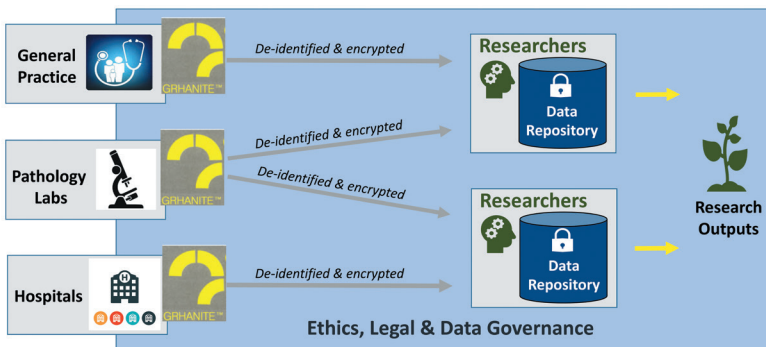 General
Practice
GRHANITE™
De-identified & encrypted
Researchers
Data
Repository
Pathology
Labs
GRHANITE™
De-identified & encrypted
De-identified & encrypted
Researchers
Data
Repository
Research
Outputs
Hospitals
H
GRHANITE™
De-identified & encrypted
Ethics, Legal & Data Governance